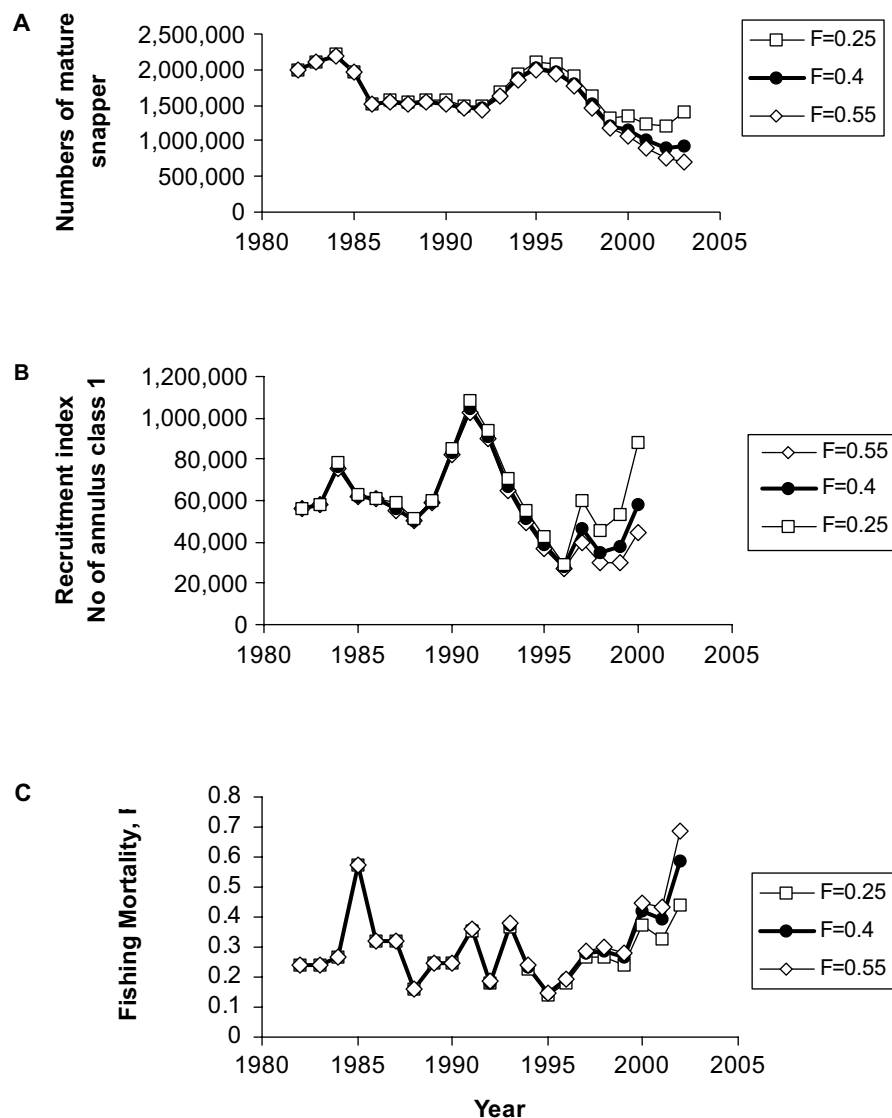 A
Numbers of mature
snapper
2,500,000
2,000,000
1,500,000
1,000,000
500,000
0
1980 1985 1990 1995 2000 2005
F=0.25
F=0.4
F=0.55
B
Recruitment index
No of annulus class 1
1,200,000
1,000,000
80,000
60,000
40,000
20,000
0
1980 1985 1990 1995 2000 2005
F=0.55
F=0.4
F=0.25
C
Fishing Mortality,
0.8
0.7
0.6
0.5
0.4
0.3
0.2
0.1
0
1980 1985 1990 1995 2000 2005
Year
F=0.25
F=0.4
F=0.55